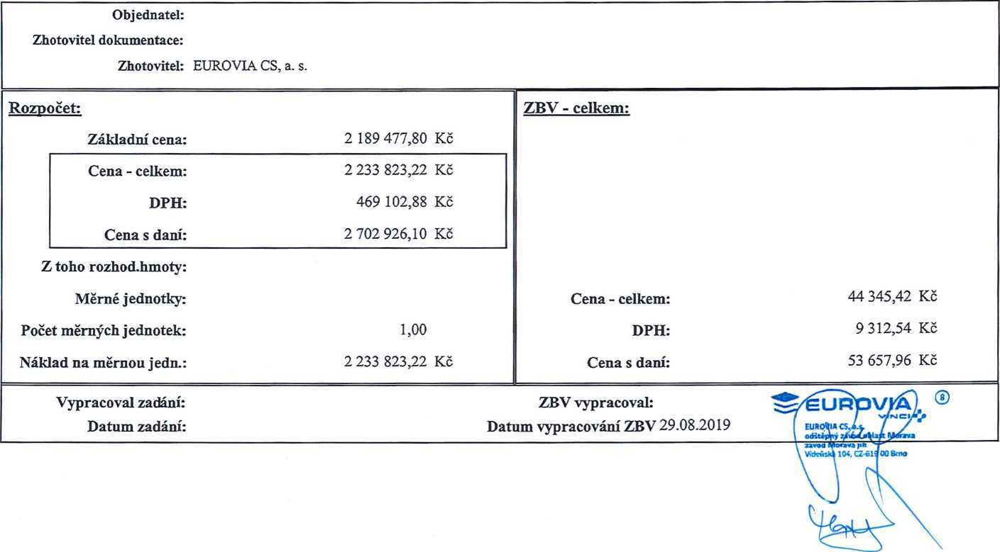 Objednatel:
Zhotovitel dokumentace:
Zhotovitel: EUROVIA CS, a. s.
Rozpočet:
Základní cena: 2 189 477,80 Kč
Cena - celkem: 2 233 823,22 Kč
DPH: 469 102,88 Kč
Cena s daní: 2 702 926,10 Kč
Z toho rozhod.hmoty:
Měrné jednotky:
Počet měrných jednotek: 1,00
Náklad na měrnou jedn.: 2 233 823,22 Kč
ZBV - celkem:
Cena - celkem: 44 345,42 Kč
DPH: 9 312,54 Kč
Cena s daní: 53 657,96 Kč
Vypracoval zadání:
Datum zadání:
ZBV vypracoval:
Datum vypracování ZBV 29.08.2019
EUROVIA 8
VINCI
EUROVIA CS, a.s.
odštěpný závod oblast Morava
závod Morava jih
Vídeňská 104, CZ-619 00 Brno